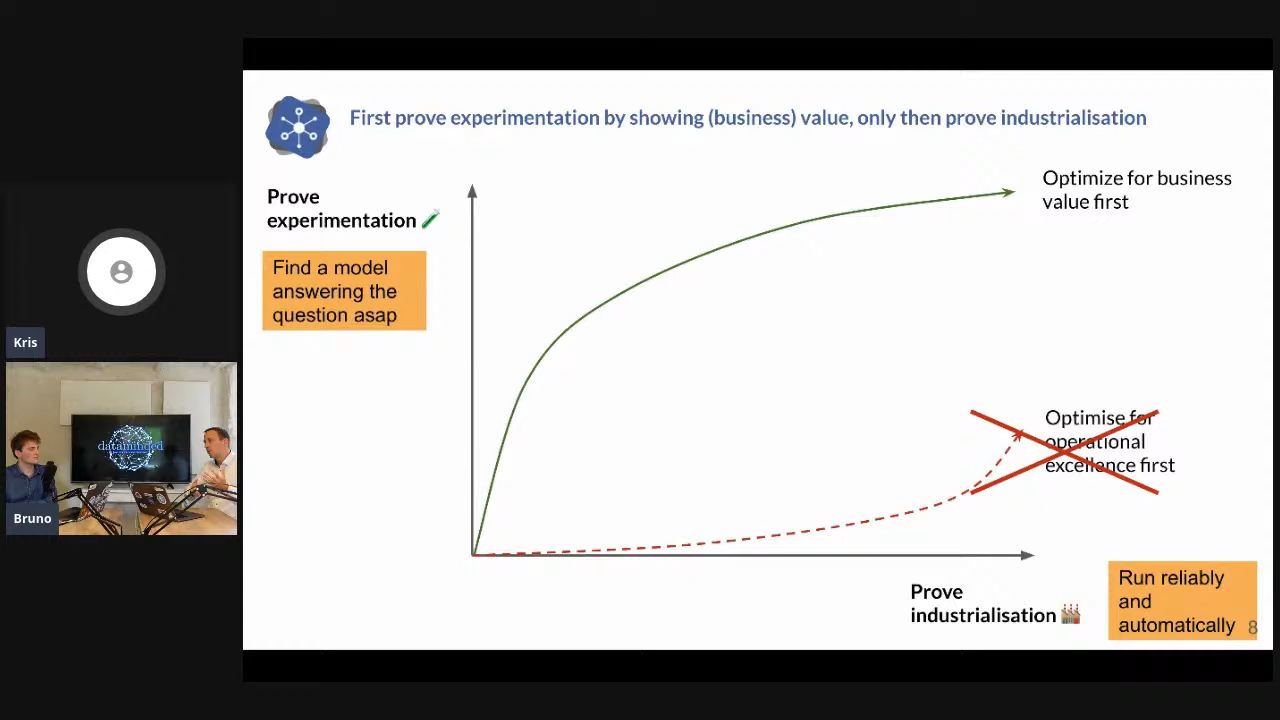 First prove experimentation by showing (business) value, only then prove industrialisation
Prove
experimentation
Find a model
answering the
question asap
Optimize for business
value first
Optimise for
operational
excellence first
Prove
industrialisation
Run reliably
and
automatically
8
Kris
dataminded
Bruno